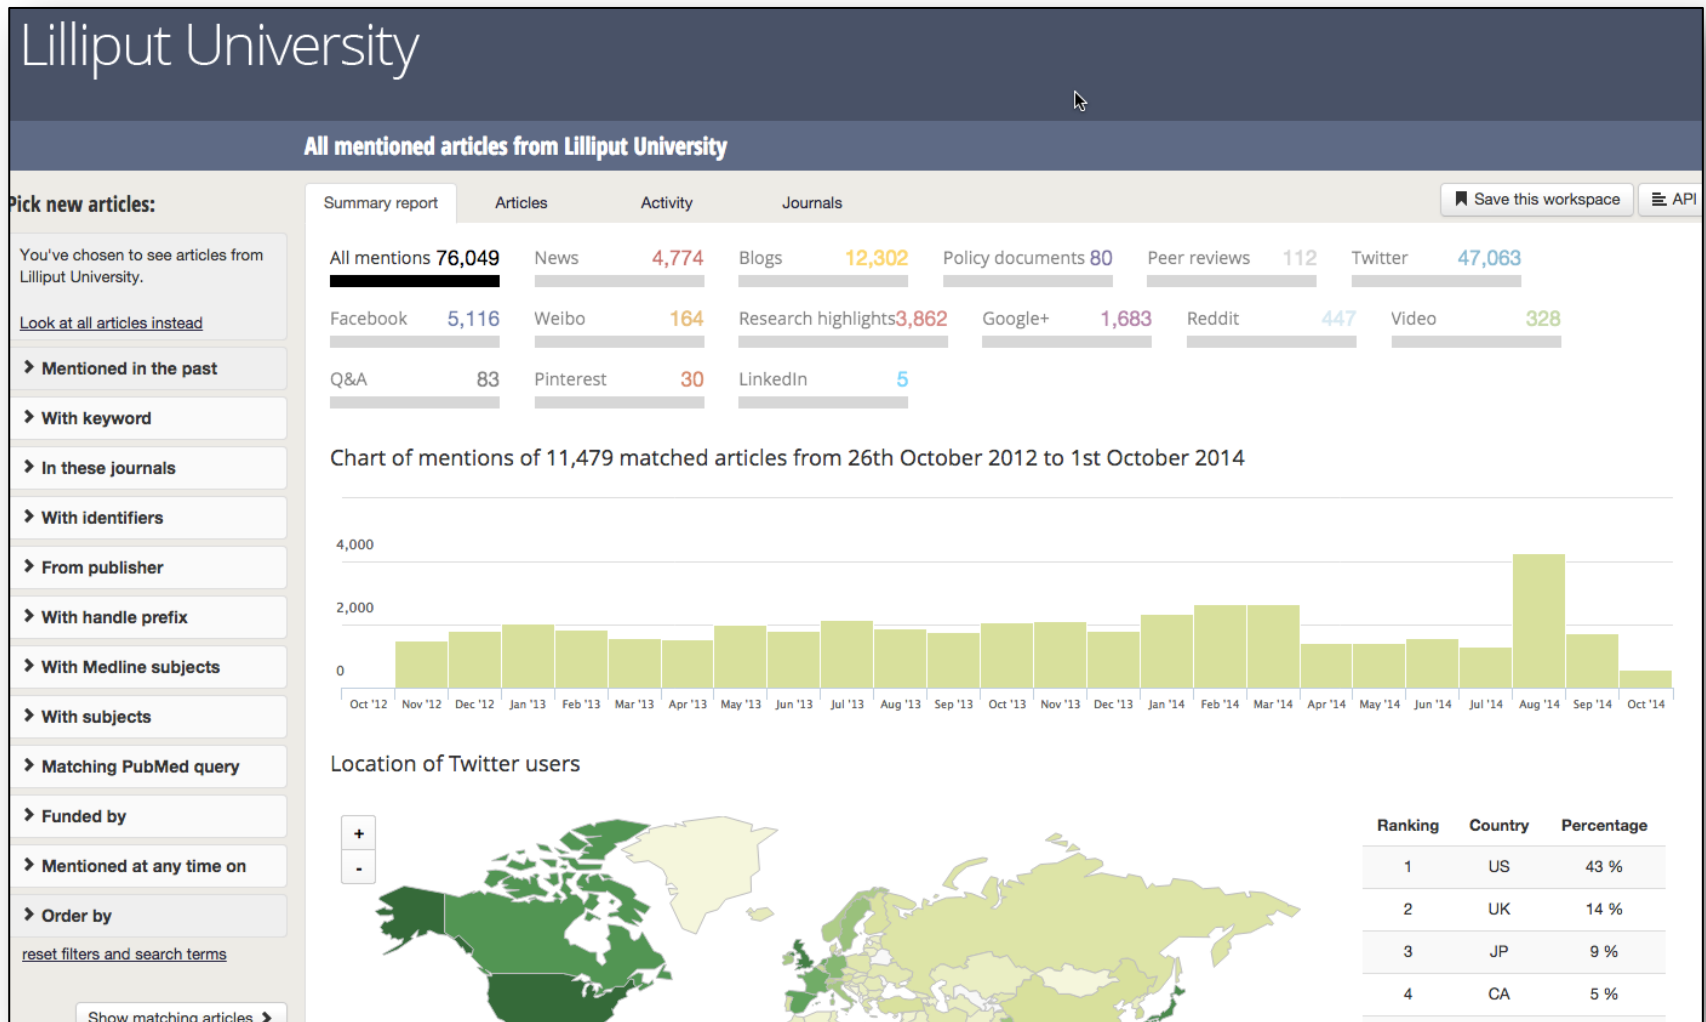 Lilliput University
All mentioned articles from Lilliput University
Pick new articles:
You've chosen to see articles from
Lilliput University.
Look at all articles instead
Mentioned in the past
With keyword
In these journals
With identifiers
From publisher
With handle prefix
With Medline subjects
With subjects
Matching PubMed query
Funded by
Mentioned at any time on
Order by
reset filters and search terms
Show matching articles
Summary report Articles Activity Journals
Save this workspace API
All mentions 76,049 News 4,774 Blogs 12,302 Policy documents 80 Peer reviews 112 Twitter 47,063
Facebook 5,116 Weibo 164 Research highlights 3,862 Google+ 1,683 Reddit 447 Video 328
Q&A 83 Pinterest 30 LinkedIn 5
Chart of mentions of 11,479 matched articles from 26th October 2012 to 1st October 2014
4,000
2,000
0
Oct '12 Nov '12 Dec '12 Jan '13 Feb '13 Mar '13 Apr '13 May '13 Jun '13 Jul '13 Aug '13 Sep '13 Oct '13 Nov '13 Dec '13 Jan '14 Feb '14 Mar '14 Apr '14 May '14 Jun '14 Jul '14 Aug '14 Sep '14 Oct '14
Location of Twitter users
+
-
Ranking Country Percentage
1 US 43 %
2 UK 14 %
3 JP 9 %
4 CA 5 %